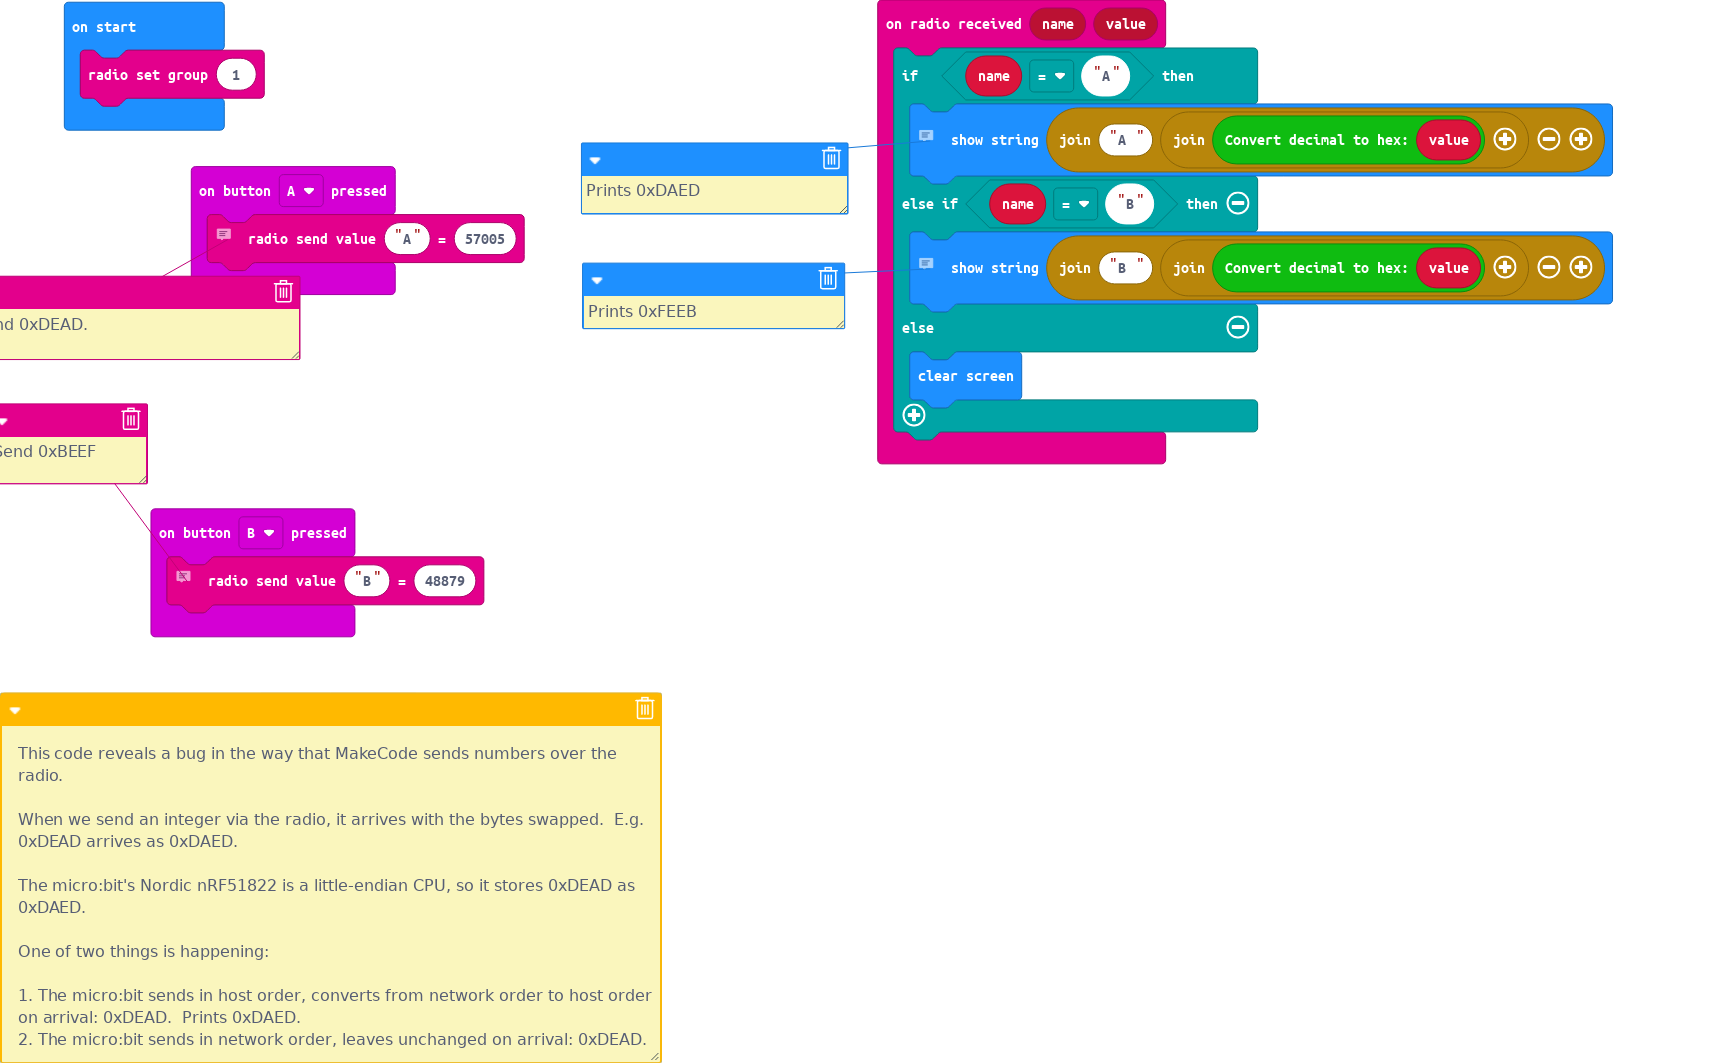 on start
radio set group 1
on button A pressed
radio send value "A" = 57005
nd 0xDEAD.
Send 0xBEEF
on button B pressed
radio send value "B" = 48879
Prints 0xDAED
Prints 0xFEEB
on radio received name value
if name = "A" then
show string join "A " join Convert decimal to hex: value
else if name = "B" then
show string join "B " join Convert decimal to hex: value
else
clear screen
This code reveals a bug in the way that MakeCode sends numbers over the
radio.
When we send an integer via the radio, it arrives with the bytes swapped.  E.g.
0xDEAD arrives as 0xDAED.
The micro:bit's Nordic nRF51822 is a little-endian CPU, so it stores 0xDEAD as
0xDAED.
One of two things is happening:
1. The micro:bit sends in host order, converts from network order to host order
on arrival: 0xDEAD.  Prints 0xDAED.
2. The micro:bit sends in network order, leaves unchanged on arrival: 0xDEAD.